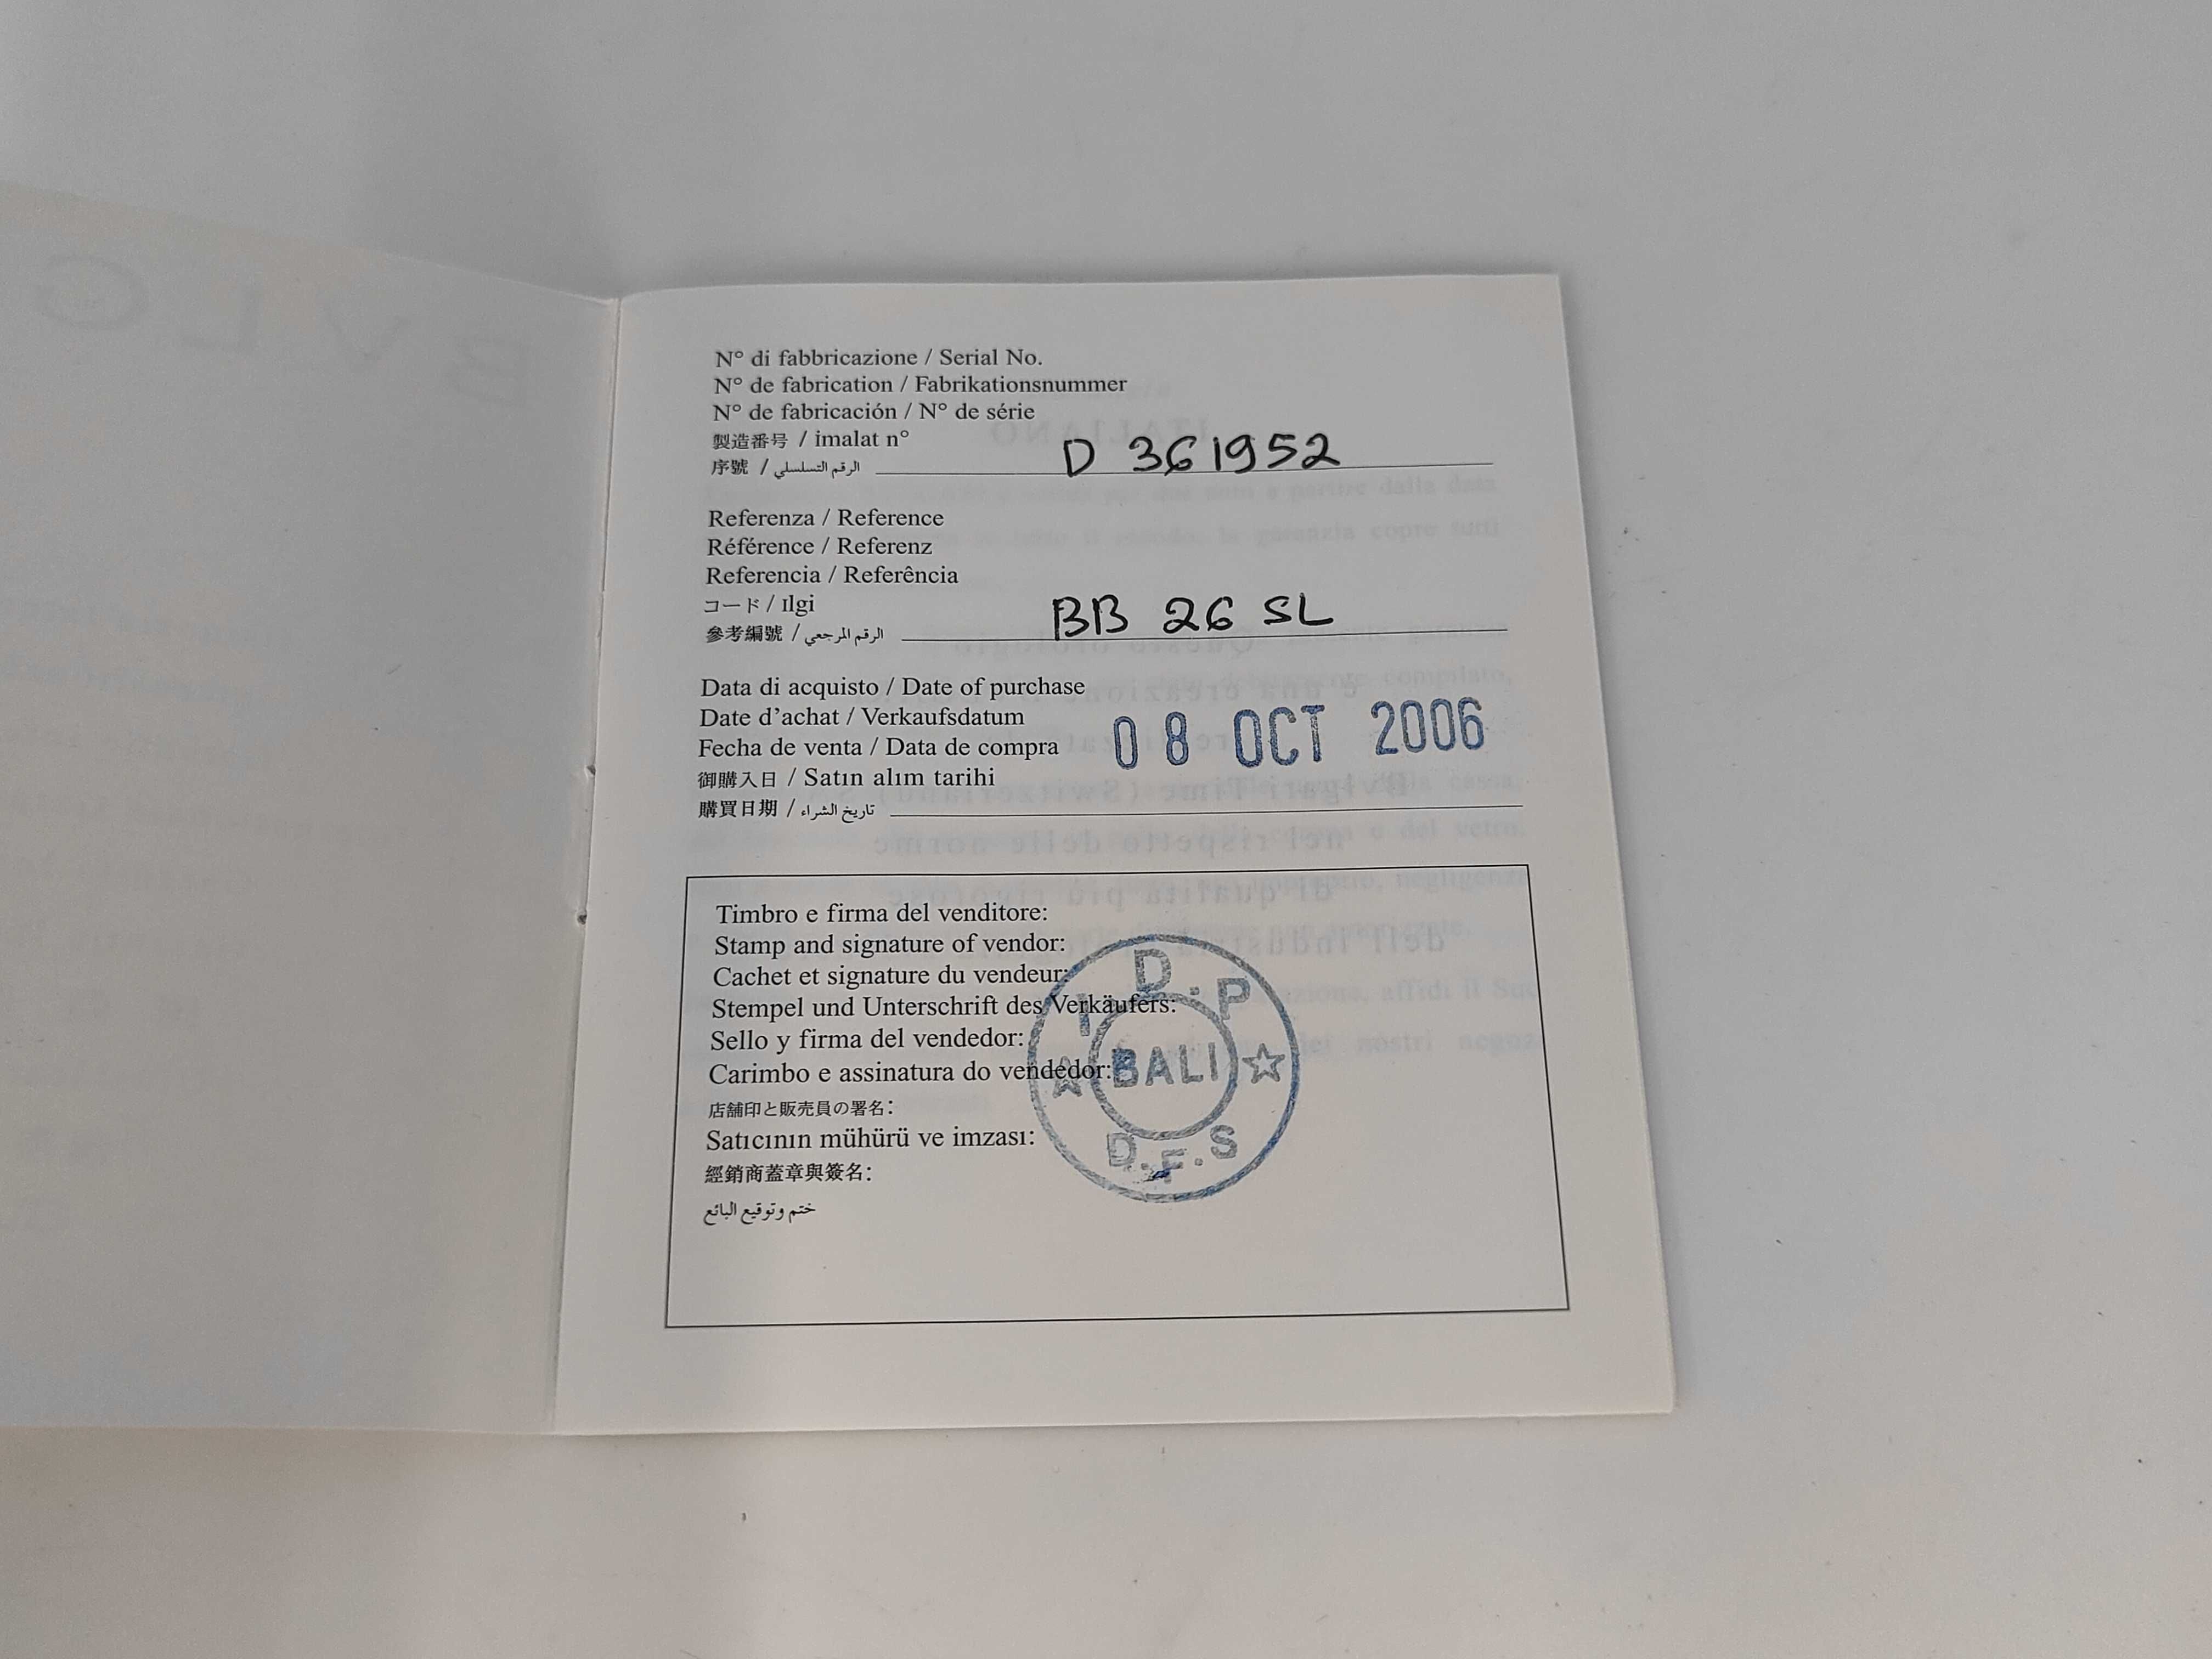 N° di fabbricazione / Serial No.
N° de fabrication / Fabrikationsnummer
N° de fabricación / N° de série
製造番号 / imalat n°
序號 / الرقم التسلسلي
D 361952
Referenza / Reference
Référence / Referenz
Referencia / Referência
コード / Ilgi
參考編號 / الرقم المرجعي
BB 26 SL
Data di acquisto / Date of purchase
Date d’achat / Verkaufsdatum
Fecha de venta / Data de compra
御購入日 / Satın alım tarihi
購買日期 / تاريخ الشراء
08 OCT 2006
Timbro e firma del venditore:
Stamp and signature of vendor:
Cachet et signature du vendeur:
Stempel und Unterschrift des Verkäufers:
Sello y firma del vendedor:
Carimbo e assinatura do vendedor:
店舗印と販売員の署名:
Satıcının mühürü ve imzası:
經銷商蓋章與簽名:
ختم وتوقيع البائع
I.D.P
BALI
D.F.S
BVLG
ITALIANO